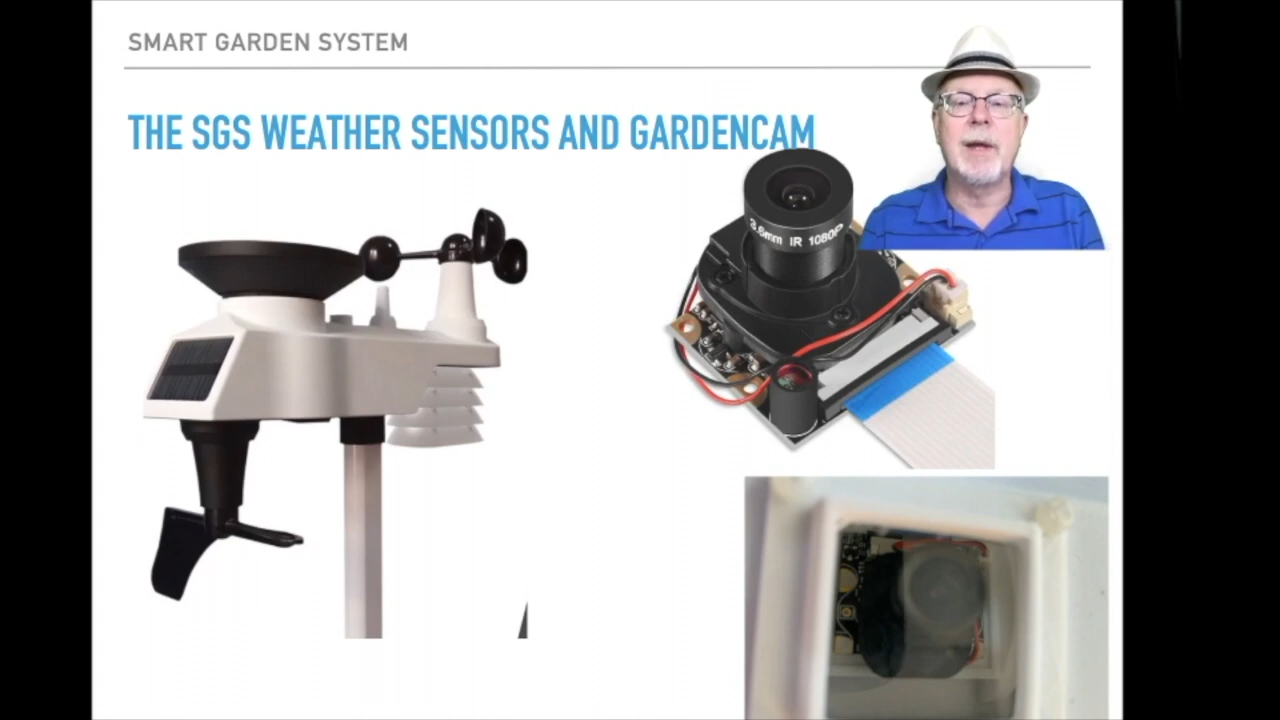 SMART GARDEN SYSTEM
THE SGS WEATHER SENSORS AND GARDENCAM
3.6mm IR 1080P